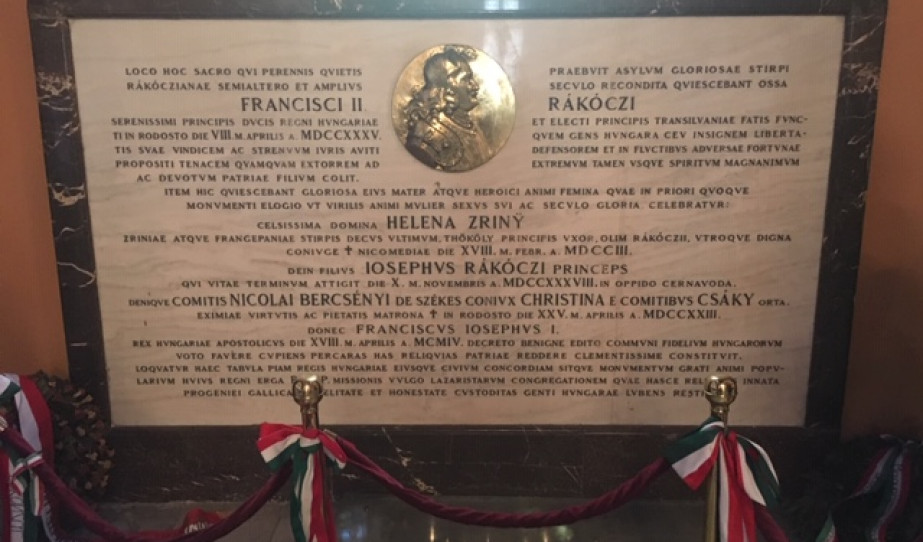 LOCO HOC SACRO QVI PERENNIS QVIETIS PRAEBVIT ASYLVM GLORIOSAE STIRPI
RÁKÓCZIANAE SEMIALTERO ET AMPLIVS SECVLO RECONDITA QVIESCEBANT OSSA
FRANCISCI II. RÁKÓCZI
SERENISSIMI PRINCIPIS DVCIS REGNI HVNGARIAE ET ELECTI PRINCIPIS TRANSILVANIAE FATIS FVNC-
TI IN RODOSTO DIE VIII. M. APRILIS A. MDCCXXXV. QVEM GENS HVNGARA CEV INSIGNEM LIBERTA-
TIS SVAE VINDICEM AC STRENVVM IVRIS AVITI DEFENSOREM ET IN FLVCTIBVS ADVERSAE FORTVNAE
PROPOSITI TENACEM QVAMQVAM EXTORREM AD EXTREMVM TAMEN VSQVE SPIRITVM MAGNANIMVM
AC DEVOTVM PATRIAE FILIVM COLIT.
ITEM HIC QVIESCEBANT GLORIOSA EIVS MATER ATQVE HEROICI ANIMI FEMINA QVAE IN PRIORI QVOQVE
MONVMENTI ELOGIO VT VIRILIS ANIMI MVLIER SEXVS SVI AC SECVLO GLORIA CELEBRATVR:
CELSISSIMA DOMINA HELENA ZRINŸ
ZRINIAE ATQVE FRANGEPANIAE STIRPIS DECVS VLTIMVM, THÖKÖLY PRINCIPIS VXOR, OLIM RÁKÓCZII, VTROQVE DIGNA
CONIVGE ✝ NICOMEDIAE DIE XVIII. M. FEBR. A. MDCCIII.
DEIN FILIVS IOSEPHVS RÁKÓCZI PRINCEPS
QVI VITAE TERMINVM ATTIGIT DIE X. M. NOVEMBRIS A. MDCCXXXVIII. IN OPPIDO CERNAVODA.
DENIQVE COMITIS NICOLAI BERCSÉNYI DE SZÉKES CONIVX CHRISTINA E COMITIBVS CSÁKY ORTA.
EXIMIAE VIRTVTIS AC PIETATIS MATRONA ✝ IN RODOSTO DIE XXV. M. APRILIS A. MDCCXXIII.
DONEC FRANCISCVS IOSEPHVS I.
REX HVNGARIAE APOSTOLICVS DIE XVIII. M. APRILIS A. MCMIV. DECRETO BENIGNE EDITO COMMVNI FIDELIVM HVNGARORVM
VOTO FAVERE CVPIENS PERCARAS HAS RELIQVIAS PATRIAE REDDERE CLEMENTISSIME CONSTITVIT.
LOQVATVR HAEC TABVLA PIAM REGIS HVNGARIAE EIVSQVE CIVIVM CONCORDIAM SITQVE MONVMENTVM GRATI ANIMI POPV-
LARIVM HVIVS REGNI ERGA P. MISSIONIS VVLGO LAZARISTARVM CONGREGATIONEM QVAE HASCE INNATA
PROGENIEI ET HONESTATE CVSTODITAS GENTI HVNGARAE LVBENS